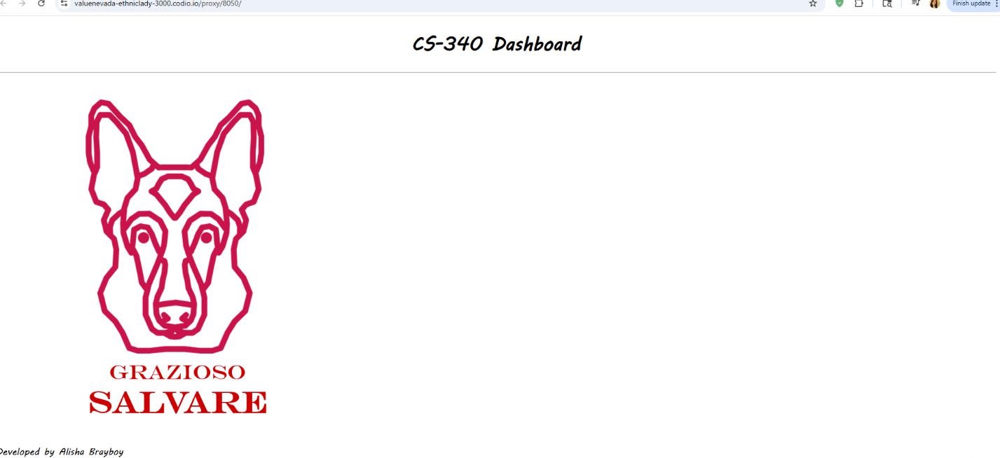 valuenevada-ethniclady-3000.codio.io/proxy/8050/
Finish update
CS-340 Dashboard
GRAZIOSO
SALVARE
Developed by Alisha Brayboy